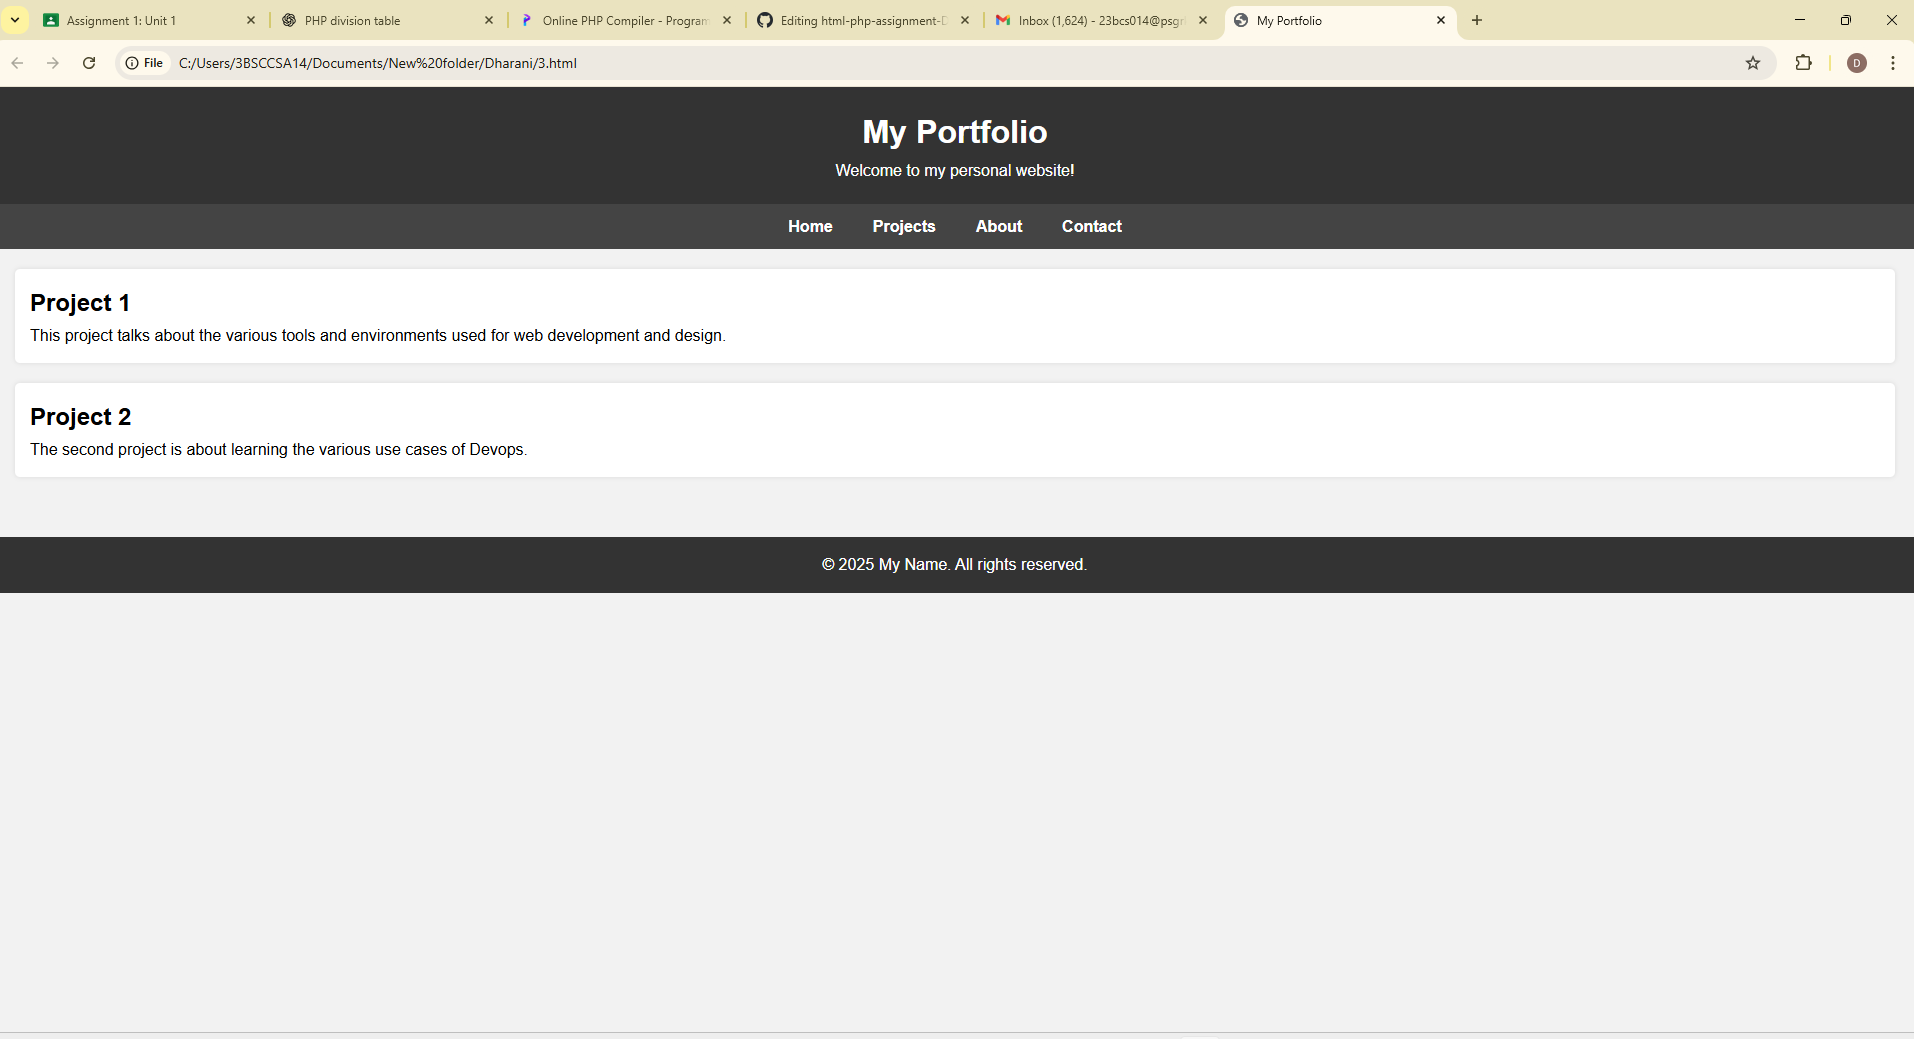 Assignment 1: Unit 1
PHP division table
Online PHP Compiler - Program
Editing html-php-assignment-D
Inbox (1,624) - 23bcs014@psgr
My Portfolio
File C:/Users/3BSCCSA14/Documents/New%20folder/Dharani/3.html
D
My Portfolio
Welcome to my personal website!
Home Projects About Contact
Project 1
This project talks about the various tools and environments used for web development and design.
Project 2
The second project is about learning the various use cases of Devops.
© 2025 My Name. All rights reserved.